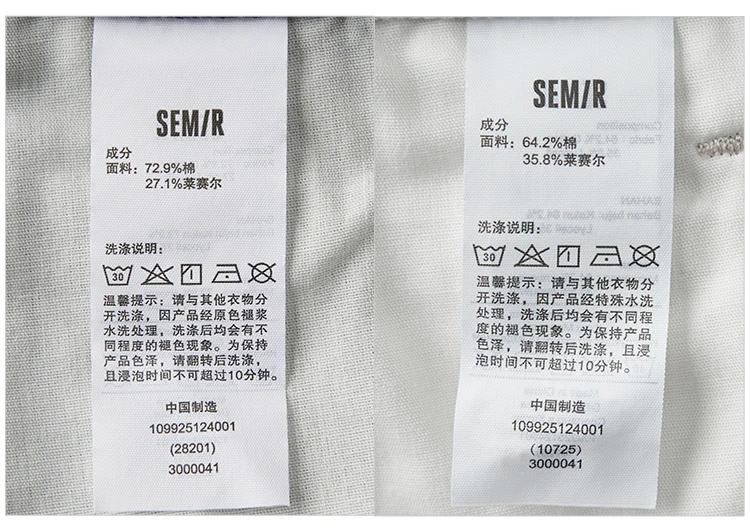 SEM/R
成分
面料：72.9%棉
27.1%莱赛尔
洗涤说明：
30
温馨提示：请与其他衣物分
开洗涤，因产品经原色褪浆
水洗处理，洗涤后均会有不
同程度的褪色现象。为保持
产品色泽，请翻转后洗涤，
且浸泡时间不可超过10分钟。
中国制造
109925124001
(28201)
3000041
SEM/R
成分
面料：64.2%棉
35.8%莱赛尔
洗涤说明：
30
温馨提示：请与其他衣物分
开洗涤，因产品经特殊水洗
处理，洗涤后均会有不同程
度的褪色现象。为保持产品
色泽，请翻转后洗涤，且浸
泡时间不可超过10分钟。
中国制造
109925124001
(10725)
3000041